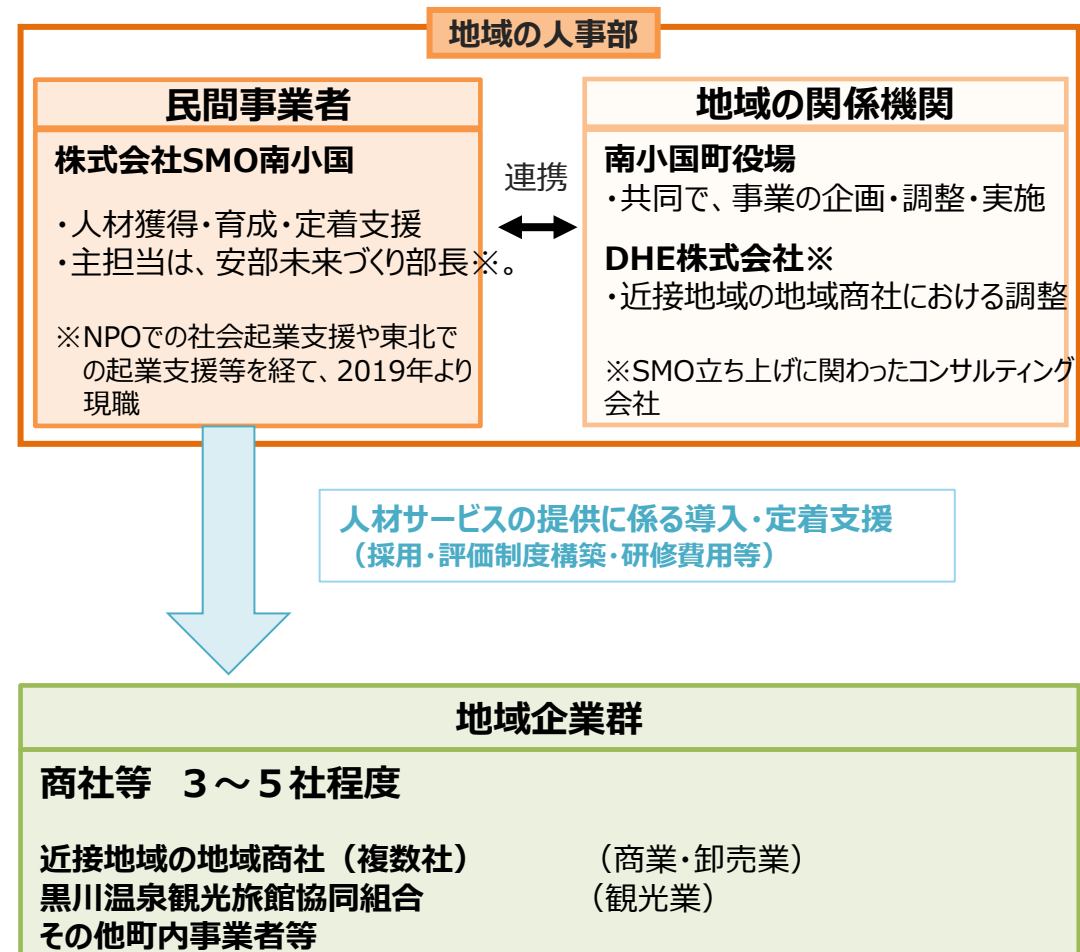 地域の人事部
民間事業者
株式会社SMO南小国
・人材獲得・育成・定着支援
・主担当は、安部未来づくり部長※。
※NPOでの社会起業支援や東北で
の起業支援等を経て、2019年より
現職
連携
地域の関係機関
南小国町役場
・共同で、事業の企画・調整・実施
DHE株式会社※
・近接地域の地域商社における調整
※SMO立ち上げに関わったコンサルティング
会社
人材サービスの提供に係る導入・定着支援
（採用・評価制度構築・研修費用等）
地域企業群
商社等　３～５社程度
近接地域の地域商社（複数社）　（商業・卸売業）
黒川温泉観光旅館協同組合　（観光業）
その他町内事業者等